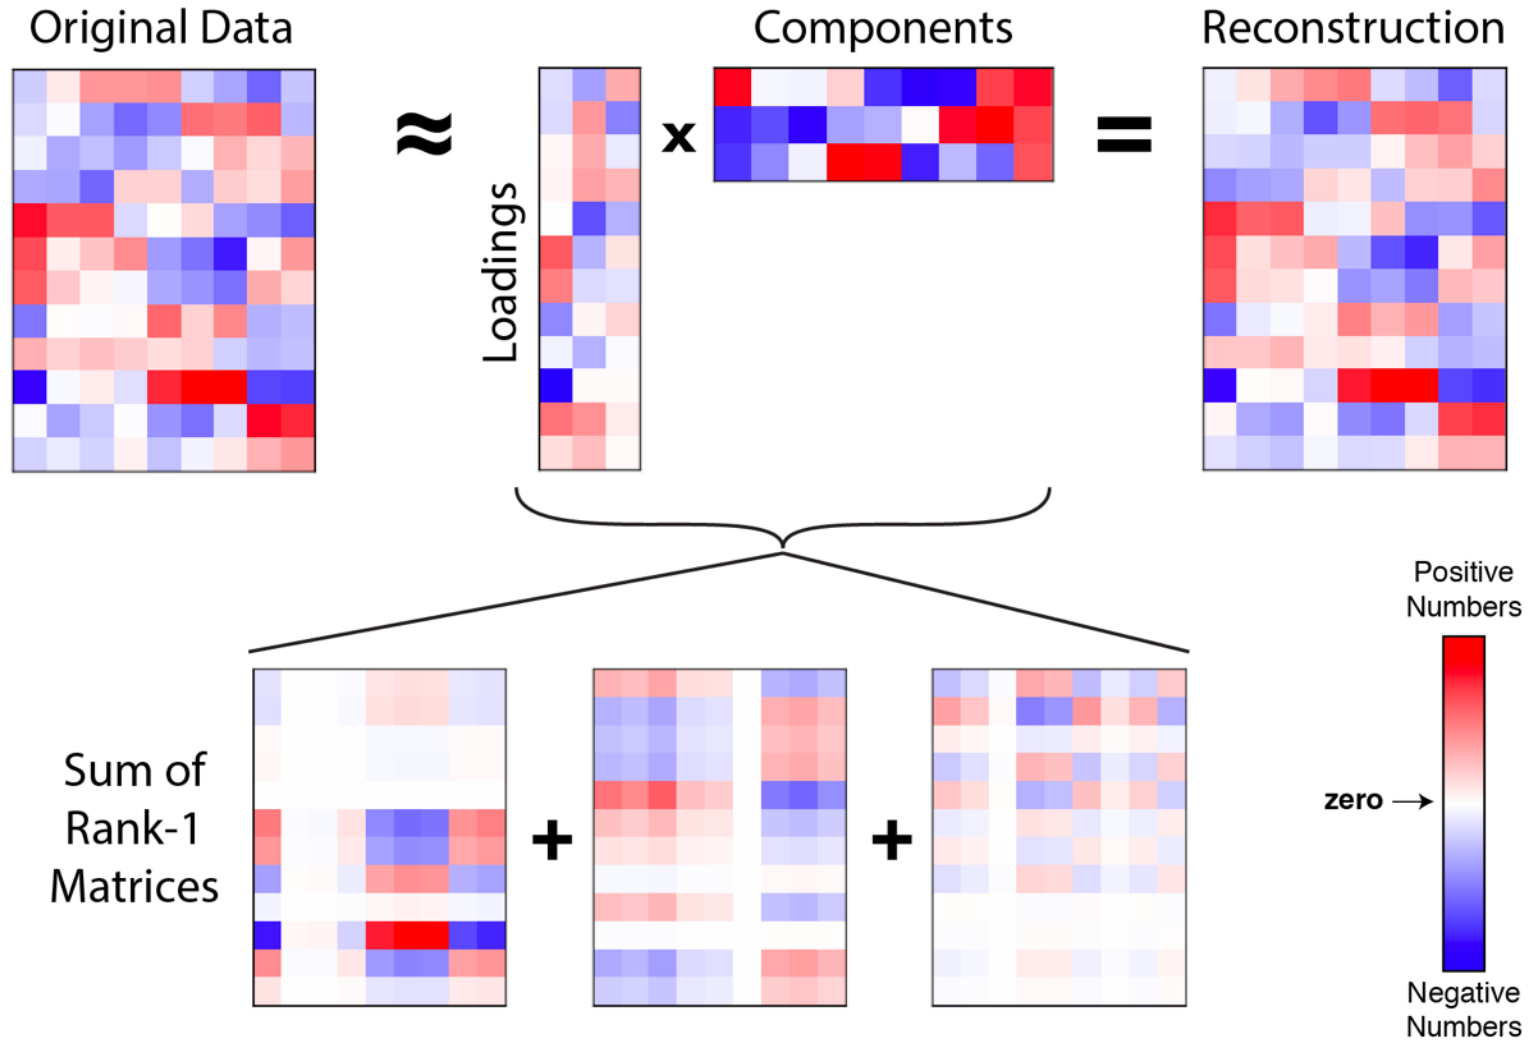 Original Data
Components
Reconstruction
≈
Loadings
x
=
Sum of
Rank-1
Matrices
+
+
Positive
Numbers
zero →
Negative
Numbers